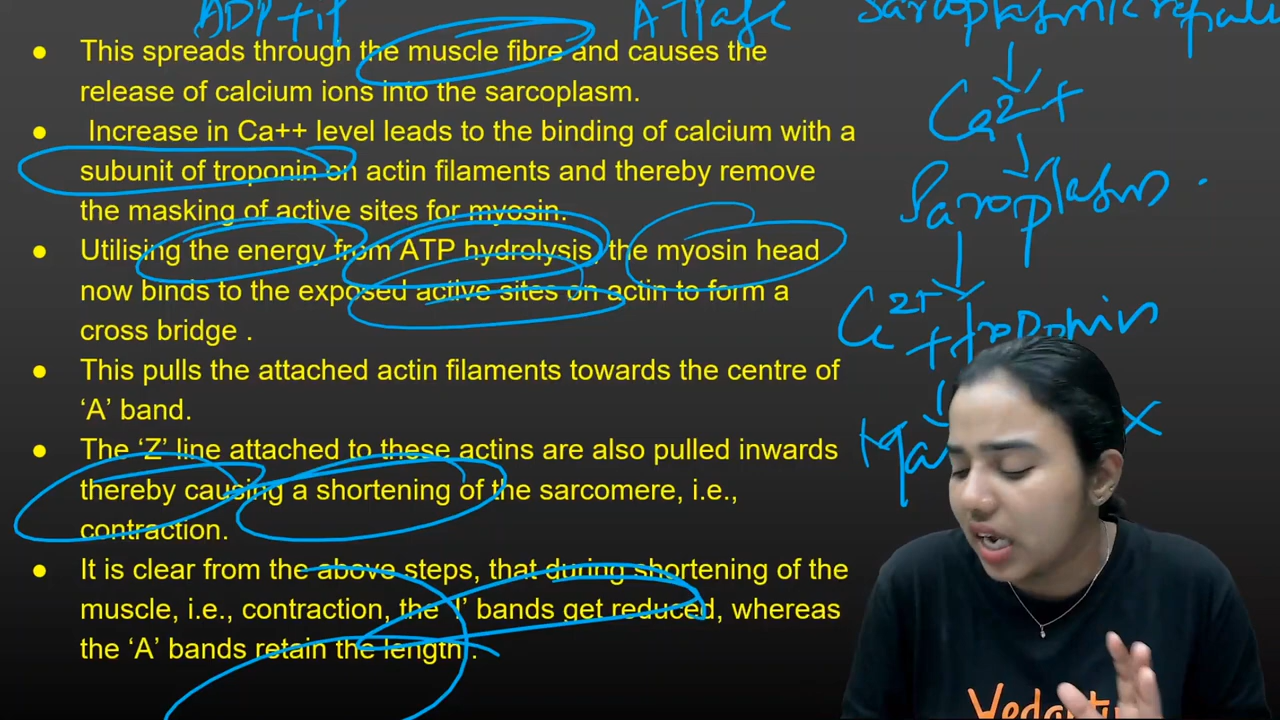 ADP + iP
ATPase
Sarcoplasmic
● This spreads through the muscle fibre and causes the
release of calcium ions into the sarcoplasm.
● Increase in Ca++ level leads to the binding of calcium with a
subunit of troponin on actin filaments and thereby remove
the masking of active sites for myosin.
● Utilising the energy from ATP hydrolysis, the myosin head
now binds to the exposed active sites on actin to form a
cross bridge .
● This pulls the attached actin filaments towards the centre of
‘A’ band.
● The ‘Z’ line attached to these actins are also pulled inwards
thereby causing a shortening of the sarcomere, i.e.,
contraction.
● It is clear from the above steps, that during shortening of the
muscle, i.e., contraction, the ‘I’ bands get reduced, whereas
the ‘A’ bands retain the length .
Ca2+
Ca2+
+ troponin
X